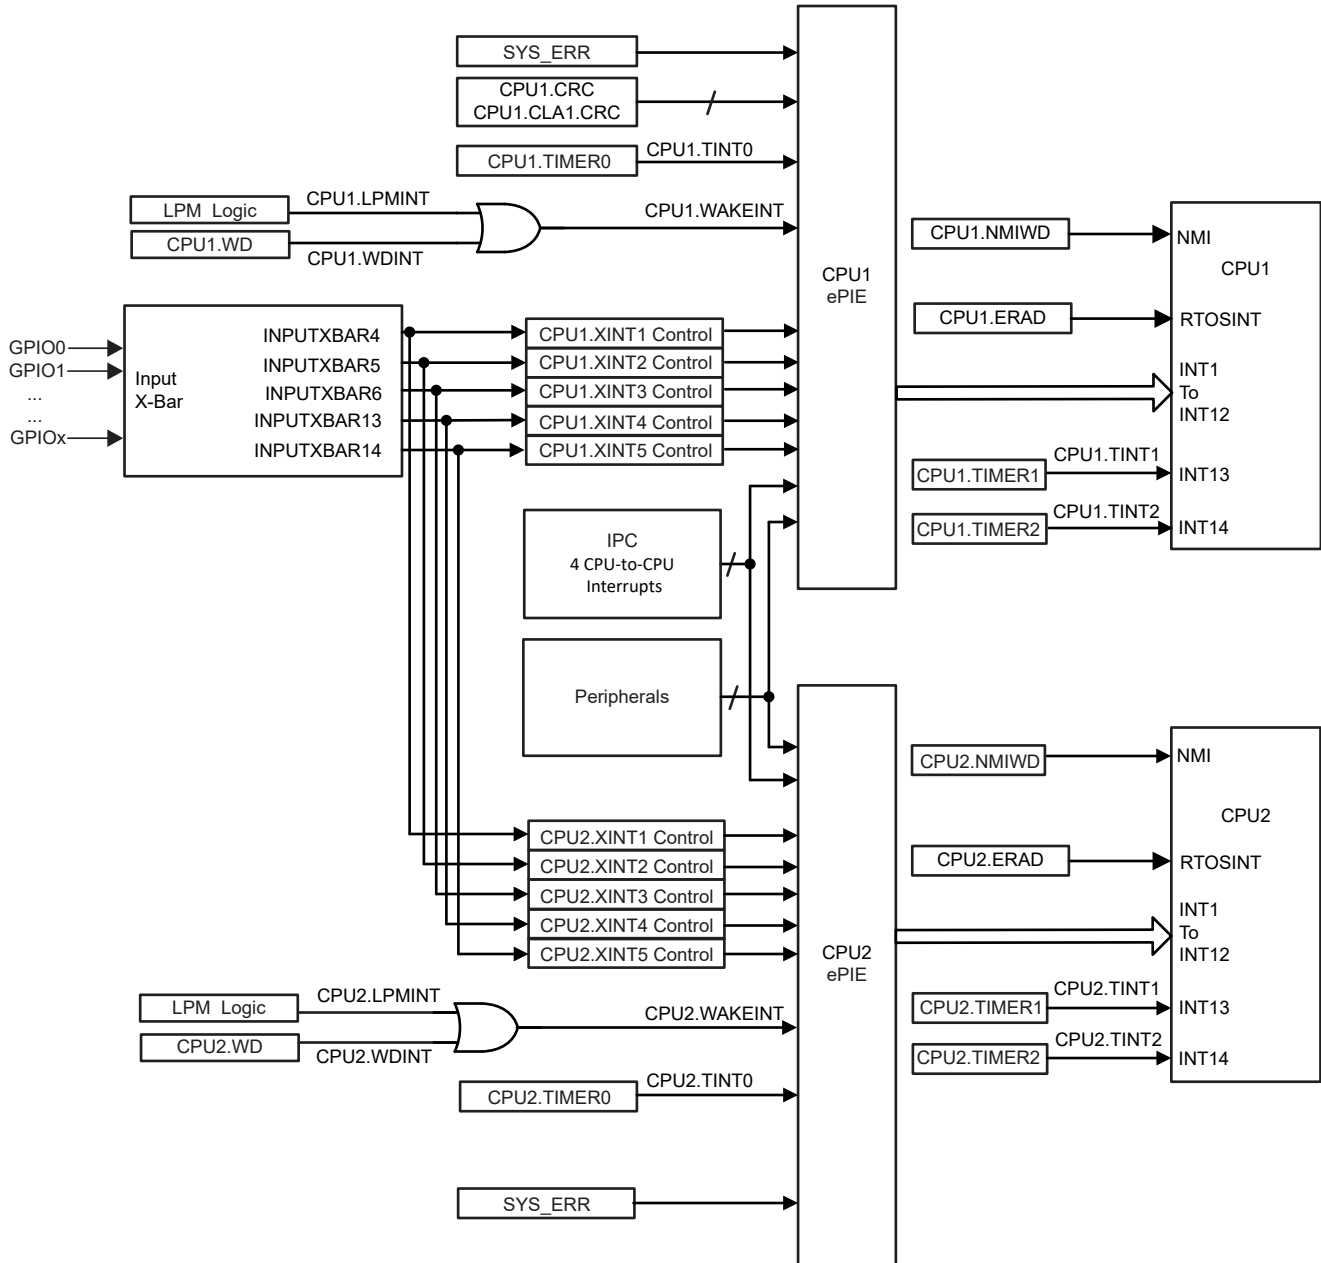 SYS_ERR
CPU1.CRC
CPU1.CLA1.CRC
CPU1.TIMER0
CPU1.TINT0
LPM Logic
CPU1.LPMINT
CPU1.WD
CPU1.WDINT
CPU1.WAKEINT
CPU1
ePIE
CPU1.NMIWD
NMI
CPU1
CPU1.ERAD
RTOSINT
INT1
To
INT12
CPU1.TIMER1
CPU1.TINT1
INT13
CPU1.TIMER2
CPU1.TINT2
INT14
GPIO0
GPIO1
...
...
GPIOx
Input
X-Bar
INPUTXBAR4
INPUTXBAR5
INPUTXBAR6
INPUTXBAR13
INPUTXBAR14
CPU1.XINT1 Control
CPU1.XINT2 Control
CPU1.XINT3 Control
CPU1.XINT4 Control
CPU1.XINT5 Control
IPC
4 CPU-to-CPU
Interrupts
Peripherals
CPU2.XINT1 Control
CPU2.XINT2 Control
CPU2.XINT3 Control
CPU2.XINT4 Control
CPU2.XINT5 Control
CPU2
ePIE
CPU2.NMIWD
NMI
CPU2
CPU2.ERAD
RTOSINT
INT1
To
INT12
CPU2.TIMER1
CPU2.TINT1
INT13
CPU2.TIMER2
CPU2.TINT2
INT14
LPM Logic
CPU2.LPMINT
CPU2.WD
CPU2.WDINT
CPU2.WAKEINT
CPU2.TIMER0
CPU2.TINT0
SYS_ERR